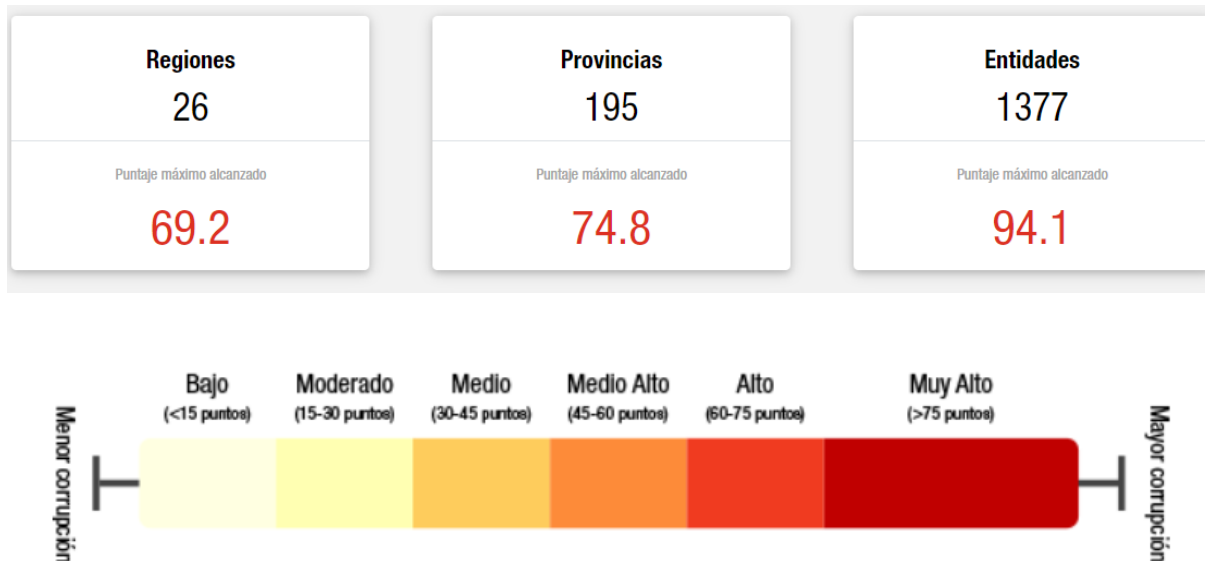 Regiones
26
Puntaje máximo alcanzado
69.2
Provincias
195
Puntaje máximo alcanzado
74.8
Entidades
1377
Puntaje máximo alcanzado
94.1
Menor corrupción
Bajo
(<15 puntos)
Moderado
(15-30 puntos)
Medio
(30-45 puntos)
Medio Alto
(45-60 puntos)
Alto
(60-75 puntos)
Muy Alto
(>75 puntos)
Mayor corrupción